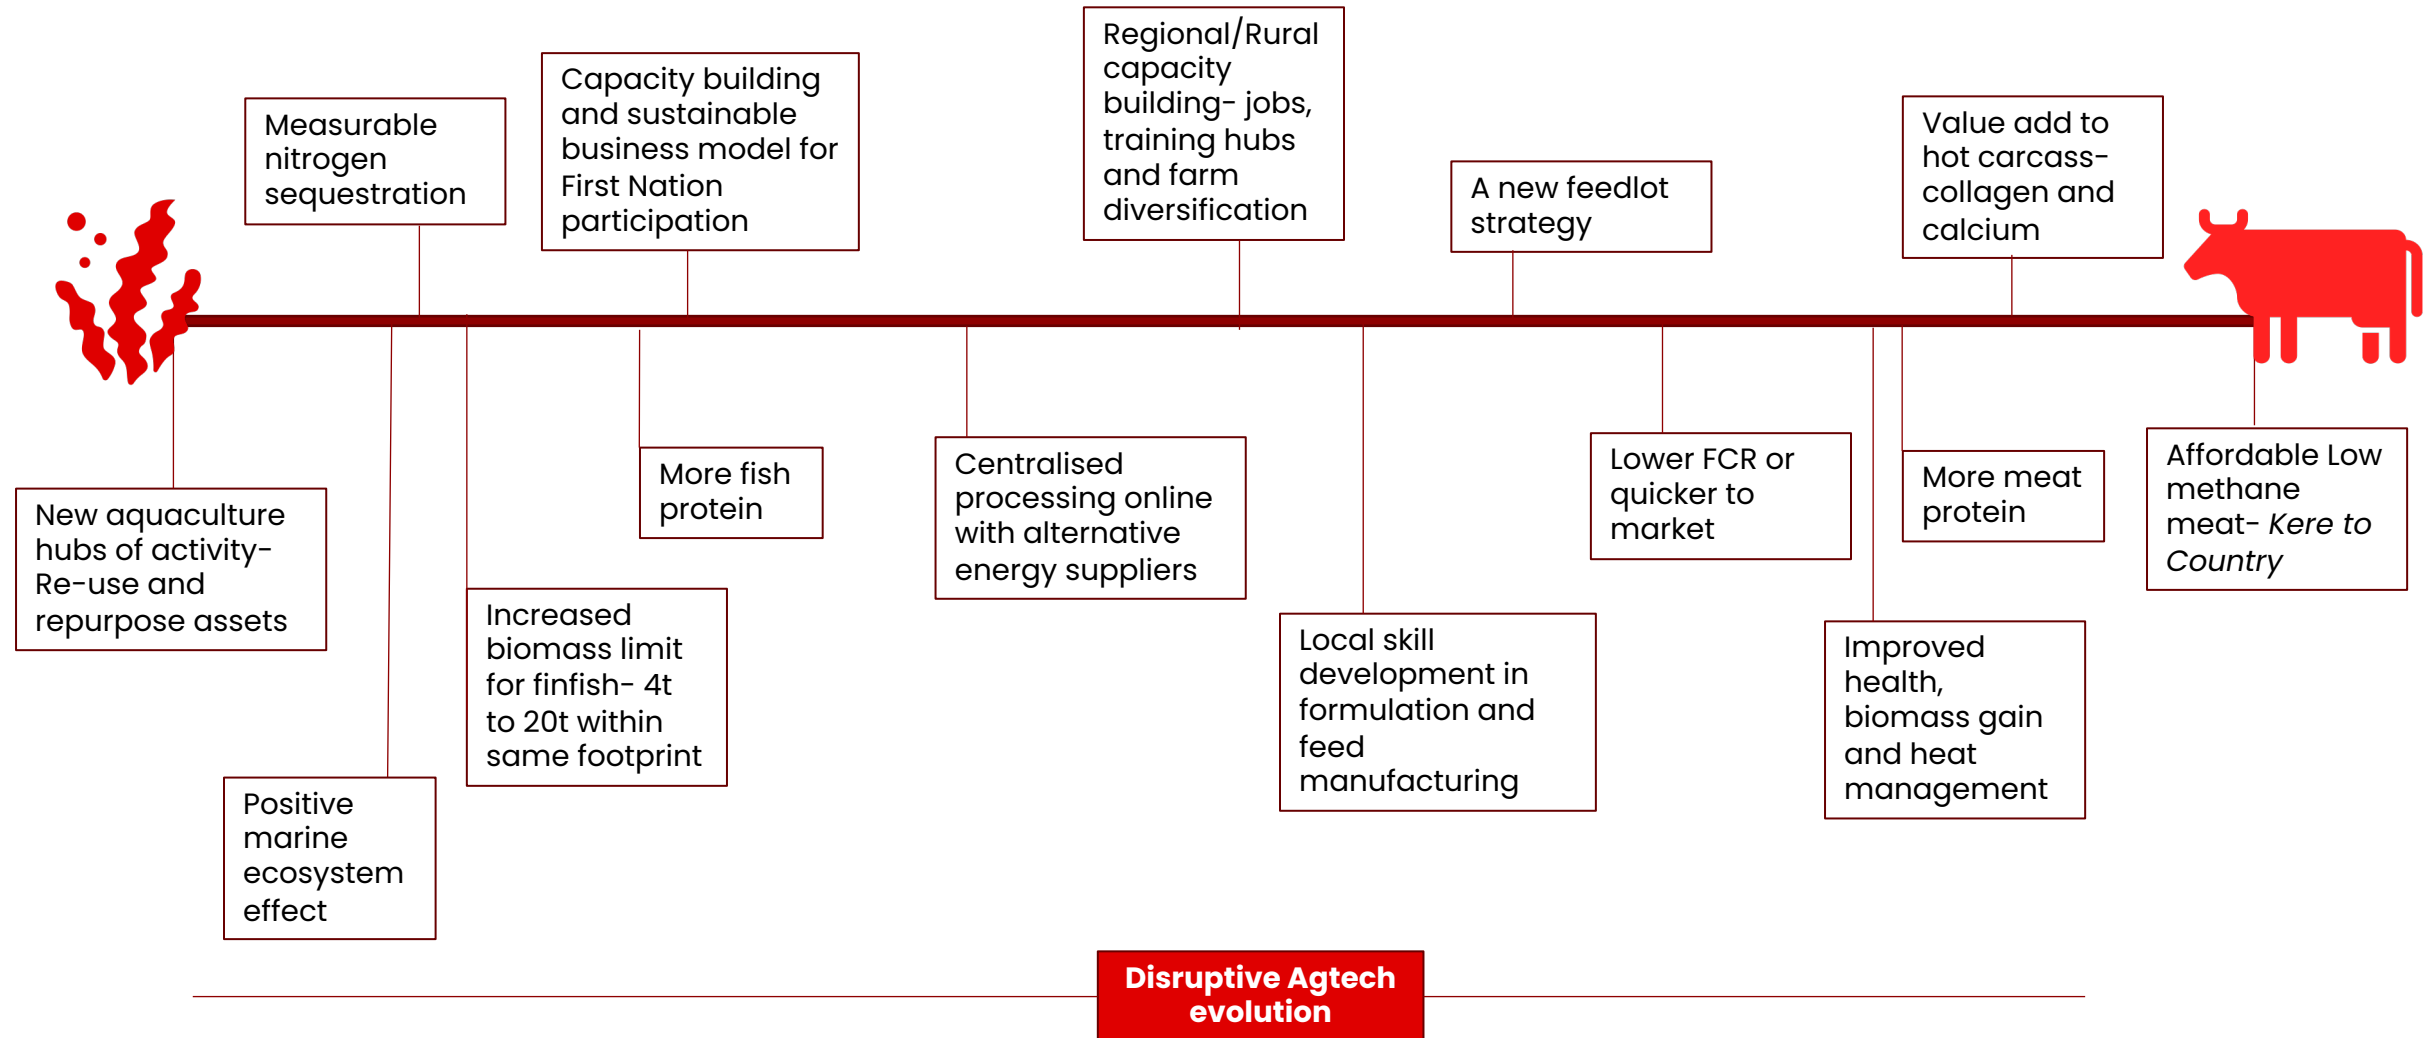 Measurable
nitrogen
sequestration
Capacity building
and sustainable
business model for
First Nation
participation
Regional/Rural
capacity
building- jobs,
training hubs
and farm
diversification
A new feedlot
strategy
Value add to
hot carcass-
collagen and
calcium
New aquaculture
hubs of activity-
Re-use and
repurpose assets
Positive
marine
ecosystem
effect
Increased
biomass limit
for finfish- 4t
to 20t within
same footprint
More fish
protein
Centralised
processing online
with alternative
energy suppliers
Local skill
development in
formulation and
feed
manufacturing
Lower FCR or
quicker to
market
Improved
health,
biomass gain
and heat
management
More meat
protein
Affordable Low
methane
meat- Kere to
Country
Disruptive Agtech
evolution